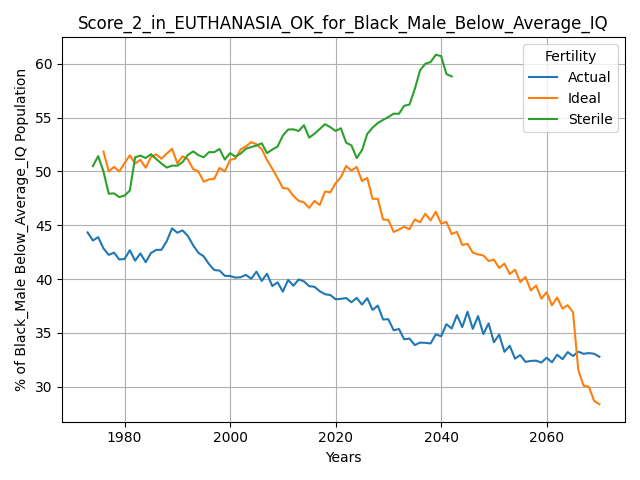 Score_2_in_EUTHANASIA_OK_for_Black_Male_Below_Average_IQ
% of Black_Male Below_Average_IQ Population
60
55
50
45
40
35
30
Fertility
Actual
Ideal
Sterile
1980 2000 2020 2040 2060
Years